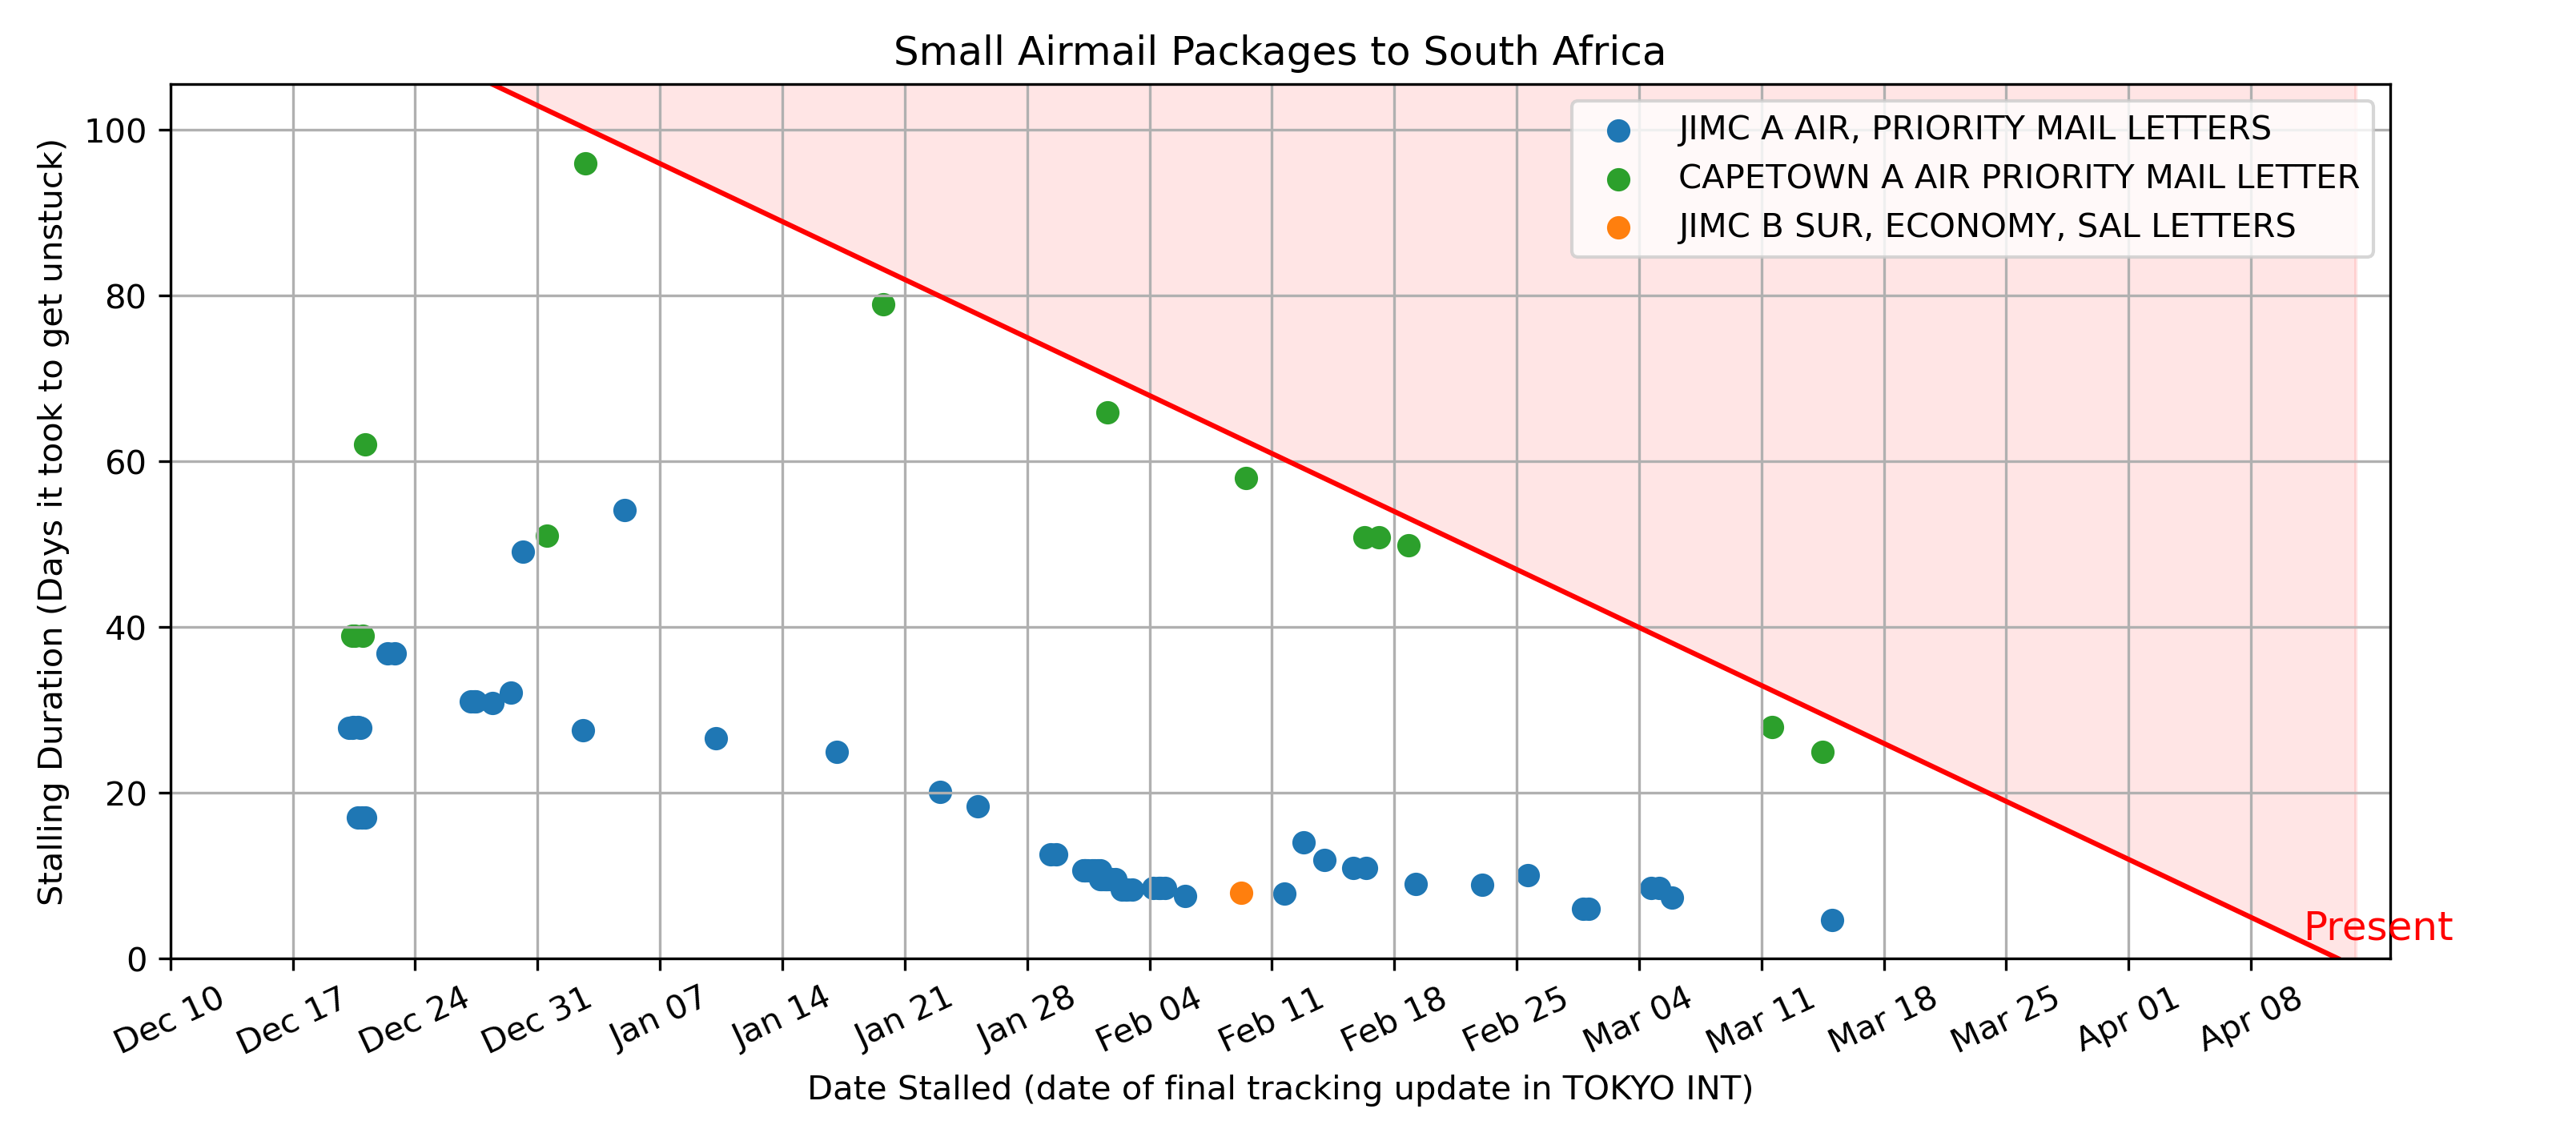 Small Airmail Packages to South Africa
Stalling Duration (Days it took to get unstuck)
100
80
60
40
20
0
JIMC A AIR, PRIORITY MAIL LETTERS
CAPETOWN A AIR PRIORITY MAIL LETTER
JIMC B SUR, ECONOMY, SAL LETTERS
Present
Dec 10
Dec 17
Dec 24
Dec 31
Jan 07
Jan 14
Jan 21
Jan 28
Feb 04
Feb 11
Feb 18
Feb 25
Mar 04
Mar 11
Mar 18
Mar 25
Apr 01
Apr 08
Date Stalled (date of final tracking update in TOKYO INT)